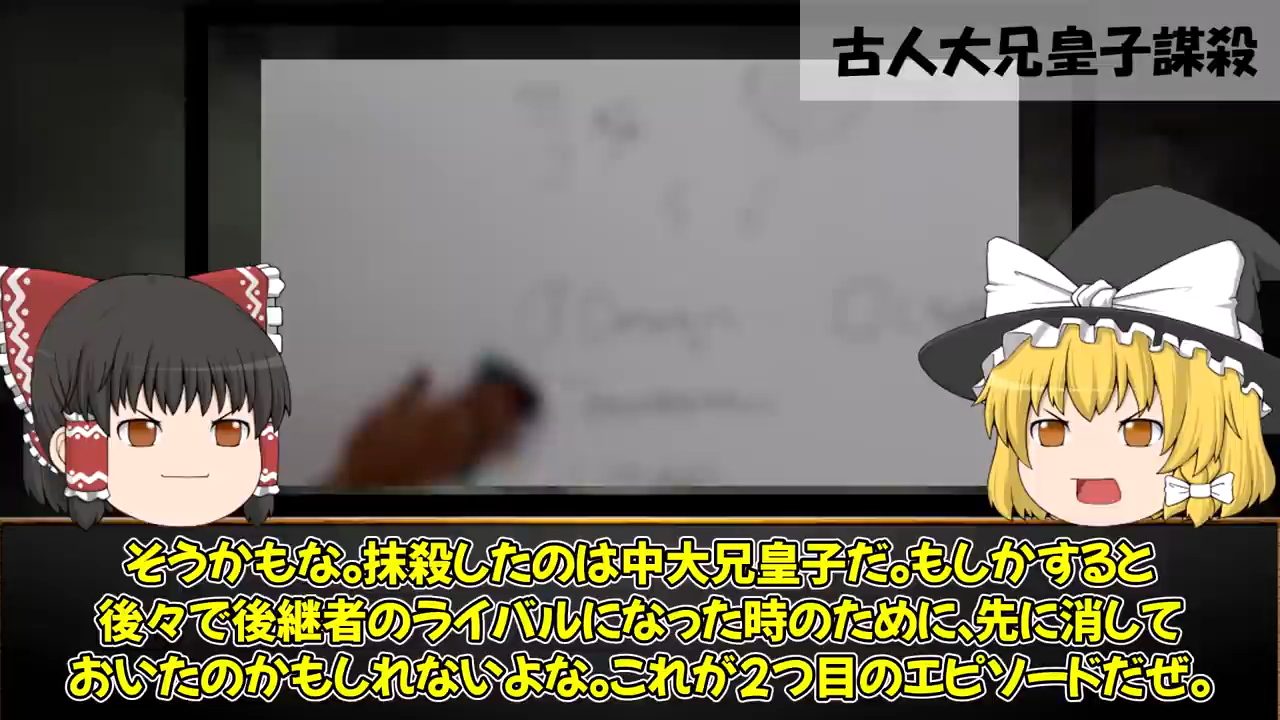 古人大兄皇子謀殺
そうかもな。抹殺したのは中大兄皇子だ。もしかすると
後々で後継者のライバルになった時のために、先に消して
おいたのかもしれないよな。これが2つ目のエピソードだぜ。